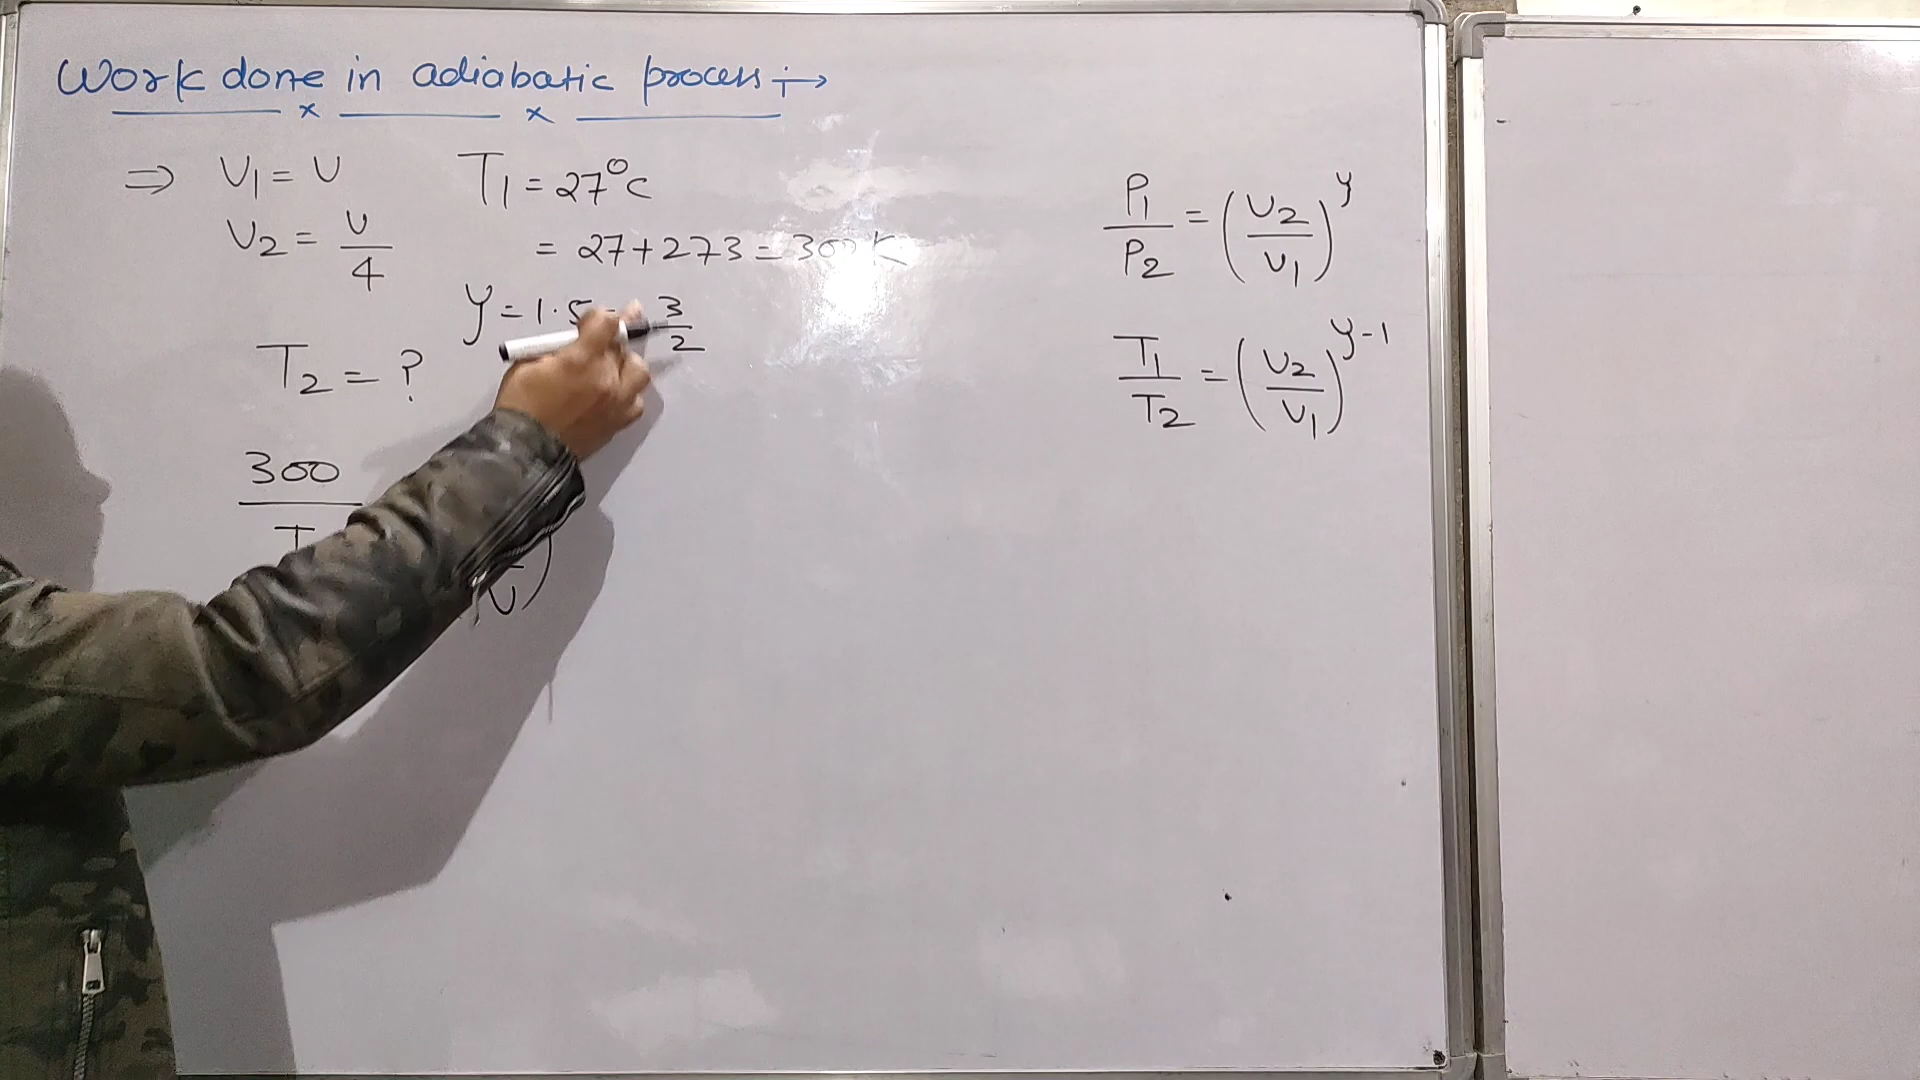 Work done in adiabatic process :→
⇒ V1 = V
T1 = 27°C
V2 = V/4
= 27 + 273 = 300 K
γ = 1.5 = 3/2
T2 = ?
300
T
V
P1/P2 = (V2/V1)^γ
T1/T2 = (V2/V1)^γ-1